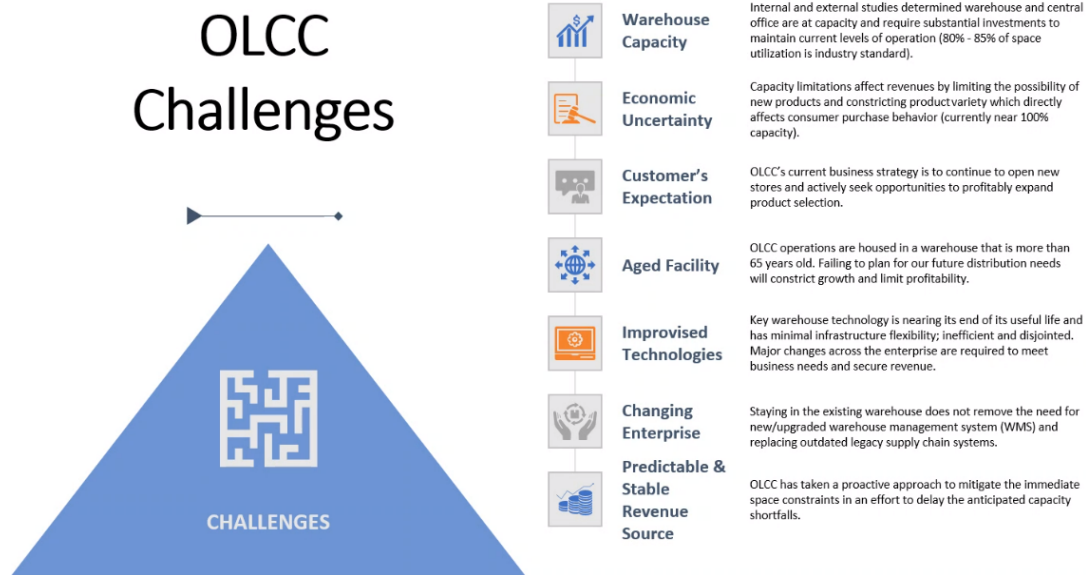 OLCC
Challenges
CHALLENGES
Warehouse
Capacity
Internal and external studies determined warehouse and central
office are at capacity and require substantial investments to
maintain current levels of operation (80% - 85% of space
utilization is industry standard).
Economic
Uncertainty
Capacity limitations affect revenues by limiting the possibility of
new products and constricting product variety which directly
affects consumer purchase behavior (currently near 100%
capacity).
Customer's
Expectation
OLCC's current business strategy is to continue to open new
stores and actively seek opportunities to profitably expand
product selection.
Aged Facility
OLCC operations are housed in a warehouse that is more than
65 years old. Failing to plan for our future distribution needs
will constrict growth and limit profitability.
Improvised
Technologies
Key warehouse technology is nearing its end of its useful life and
has minimal infrastructure flexibility; inefficient and disjointed.
Major changes across the enterprise are required to meet
business needs and secure revenue.
Changing
Enterprise
Staying in the existing warehouse does not remove the need for
new/upgraded warehouse management system (WMS) and
replacing outdated legacy supply chain systems.
Predictable &
Stable
Revenue
Source
OLCC has taken a proactive approach to mitigate the immediate
space constraints in an effort to delay the anticipated capacity
shortfalls.